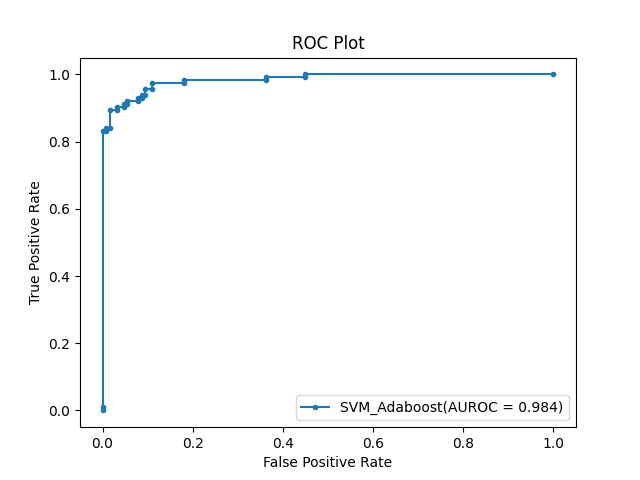 ROC Plot
1.0
0.8
0.6
0.4
0.2
0.0
True Positive Rate
SVM_Adaboost(AUROC = 0.984)
0.0 0.2 0.4 0.6 0.8 1.0
False Positive Rate